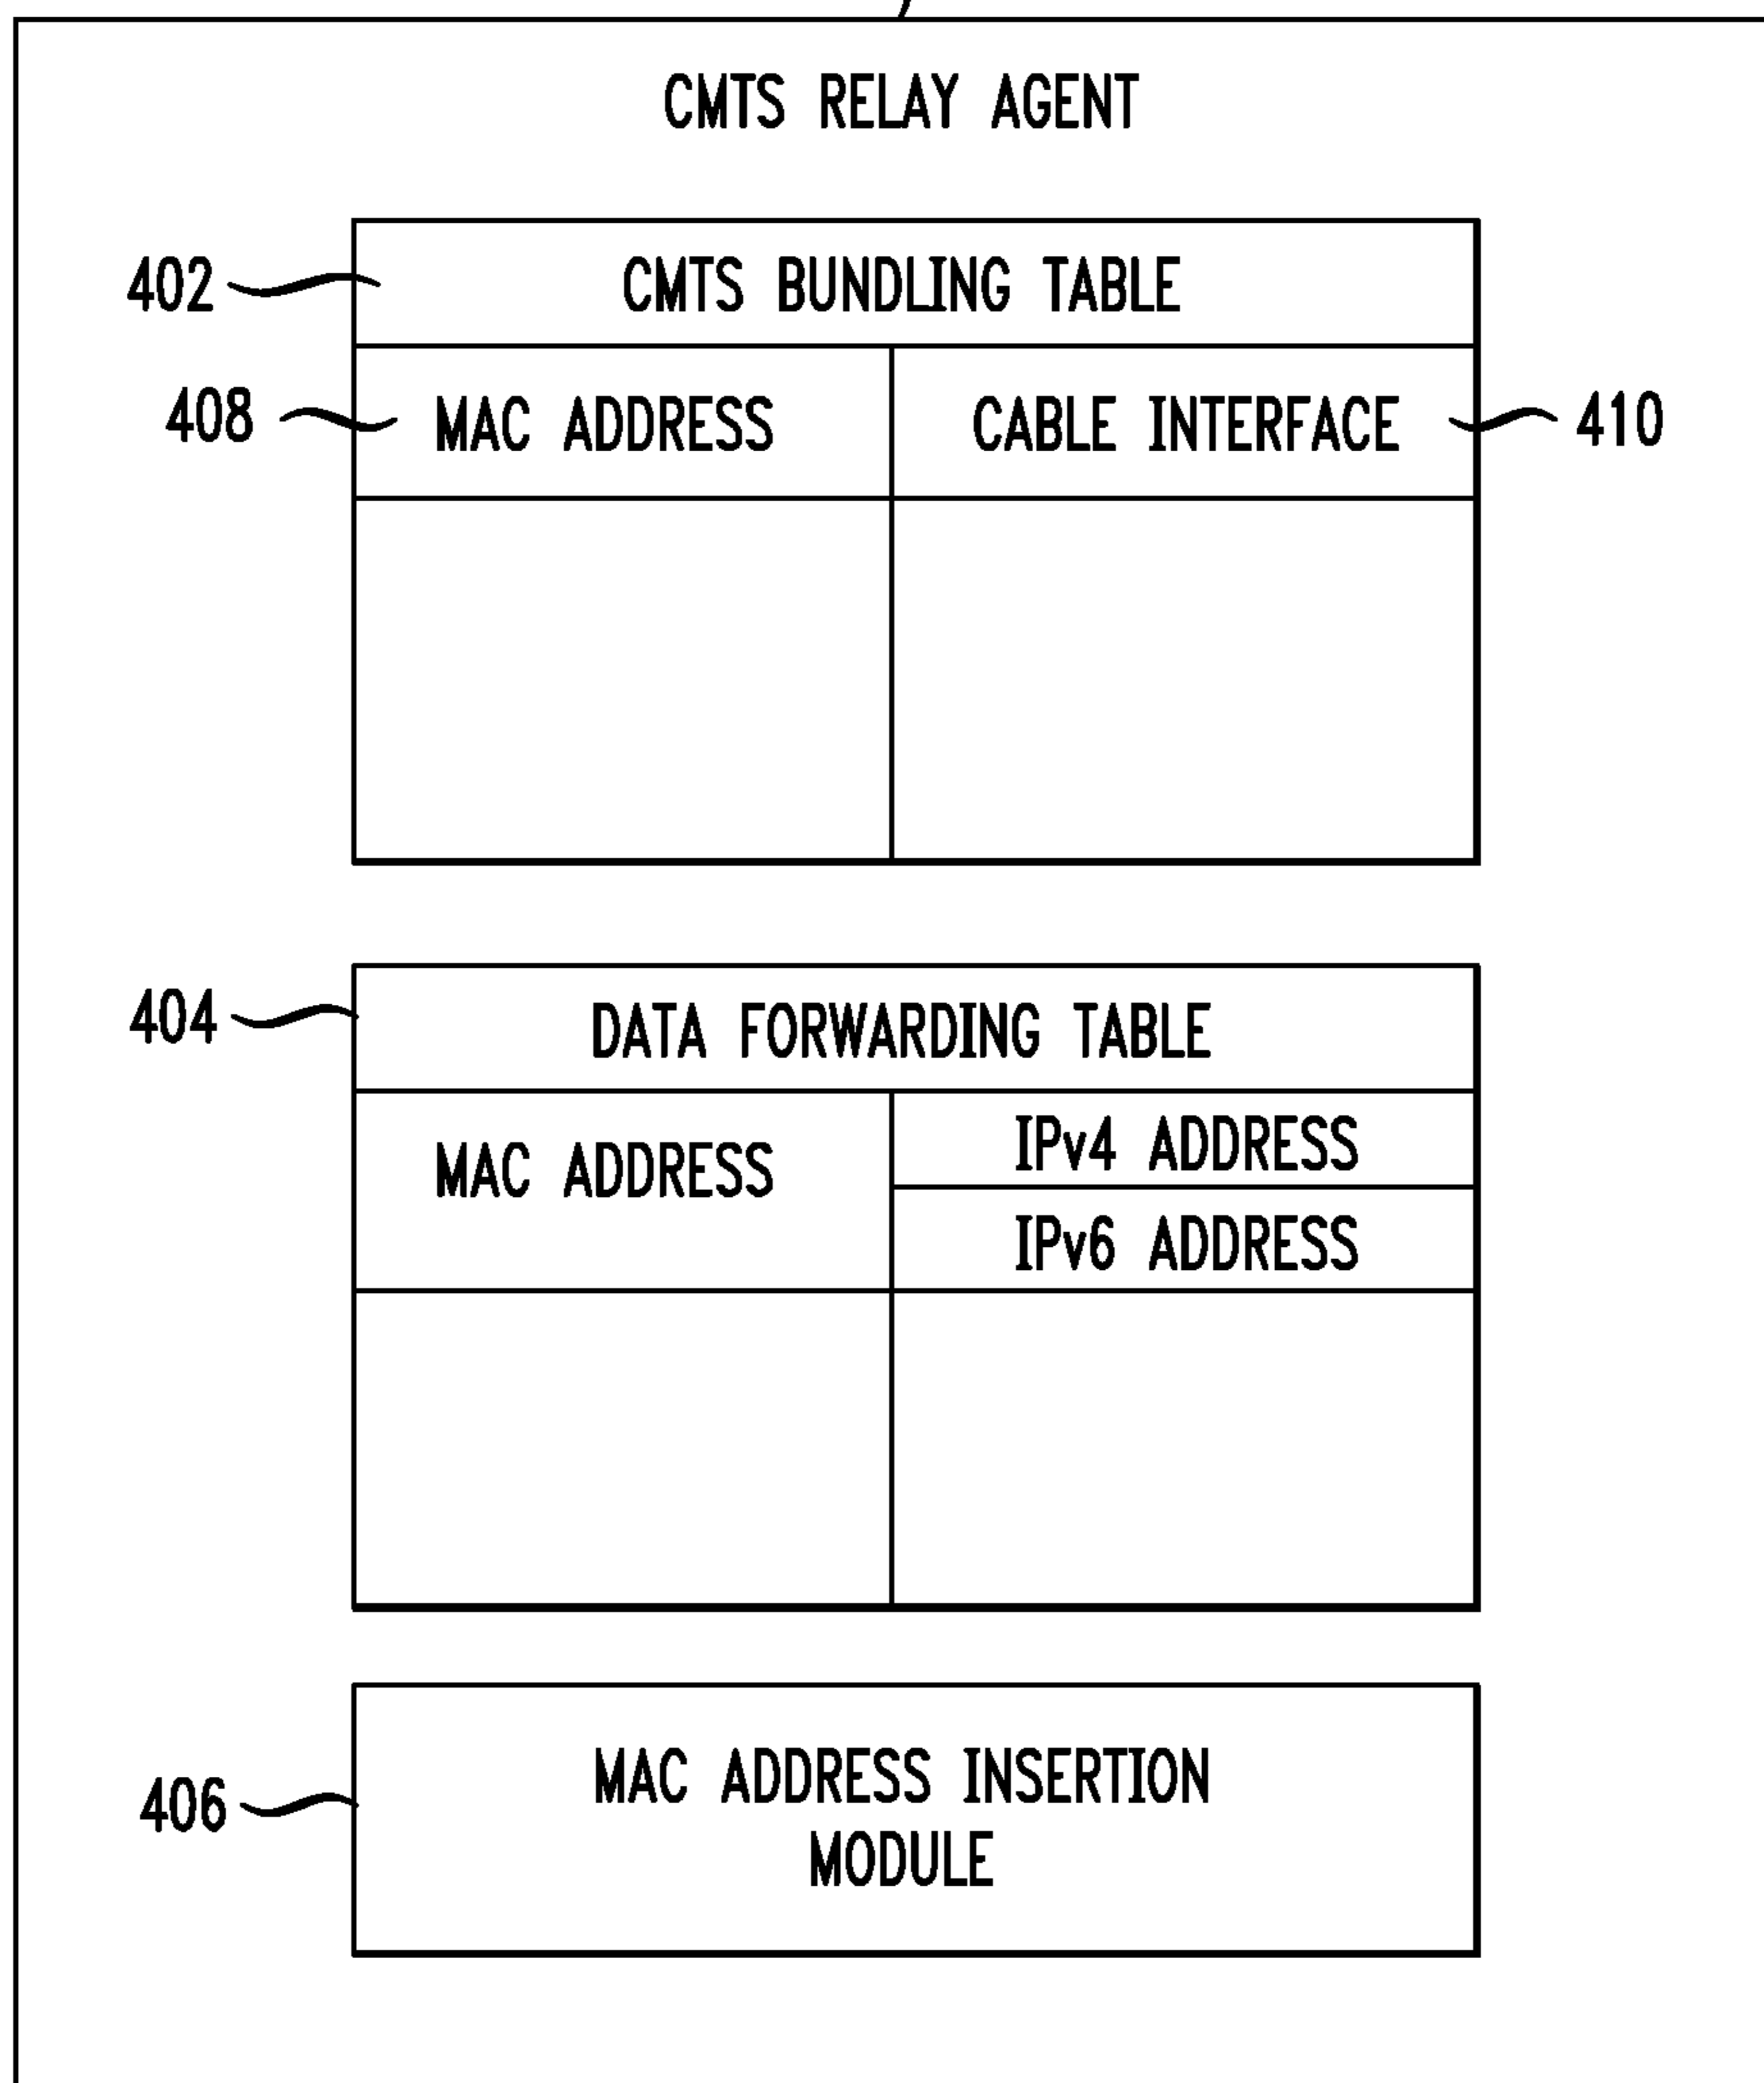 CMTS RELAY AGENT
402 CMTS BUNDLING TABLE
408 MAC ADDRESS CABLE INTERFACE 410
404 DATA FORWARDING TABLE
MAC ADDRESS
IPv4 ADDRESS
IPv6 ADDRESS
406 MAC ADDRESS INSERTION
MODULE